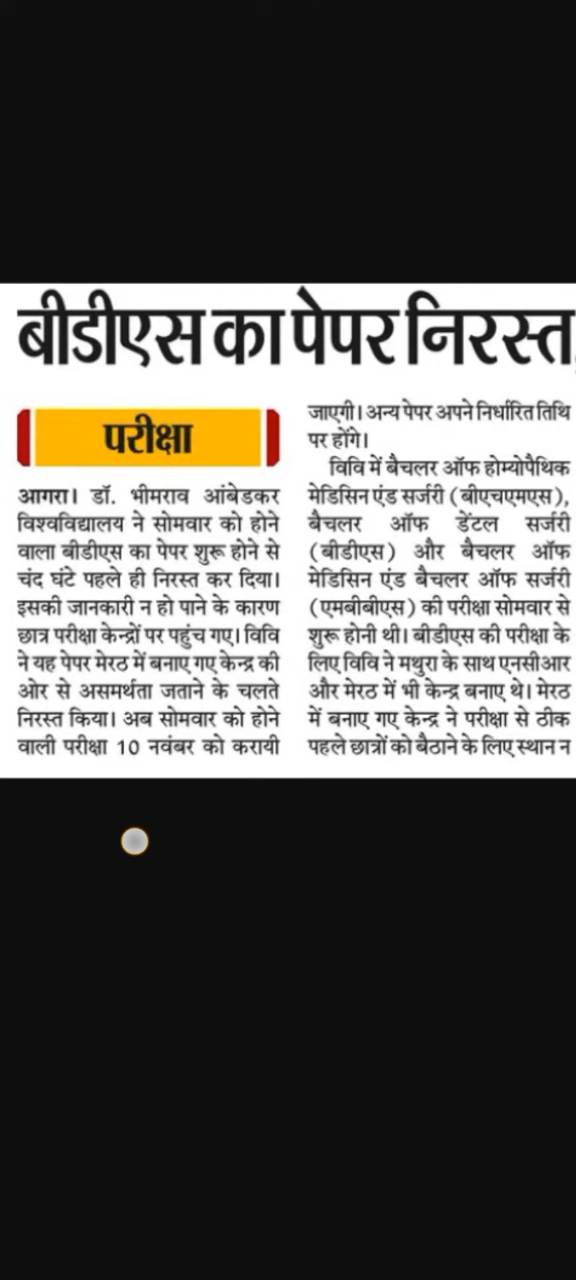 बीडीएस का पेपर निरस्त,
परीक्षा
आगरा। डॉ. भीमराव आंबेडकर
विश्वविद्यालय ने सोमवार को होने
वाला बीडीएस का पेपर शुरू होने से
चंद घंटे पहले ही निरस्त कर दिया।
इसकी जानकारी न हो पाने के कारण
छात्र परीक्षा केन्द्रों पर पहुंच गए। विवि
ने यह पेपर मेरठ में बनाए गए केन्द्र की
ओर से असमर्थता जताने के चलते
निरस्त किया। अब सोमवार को होने
वाली परीक्षा 10 नवंबर को करायी
जाएगी। अन्य पेपर अपने निर्धारित तिथि
पर होंगे।
विवि में बैचलर ऑफ होम्योपैथिक
मेडिसिन एंड सर्जरी (बीएचएमएस),
बैचलर ऑफ डेंटल सर्जरी
(बीडीएस) और बैचलर ऑफ
मेडिसिन एंड बैचलर ऑफ सर्जरी
(एमबीबीएस) की परीक्षा सोमवार से
शुरू होनी थी। बीडीएस की परीक्षा के
लिए विवि ने मथुरा के साथ एनसीआर
और मेरठ में भी केन्द्र बनाए थे। मेरठ
में बनाए गए केन्द्र ने परीक्षा से ठीक
पहले छात्रों को बैठाने के लिए स्थान न